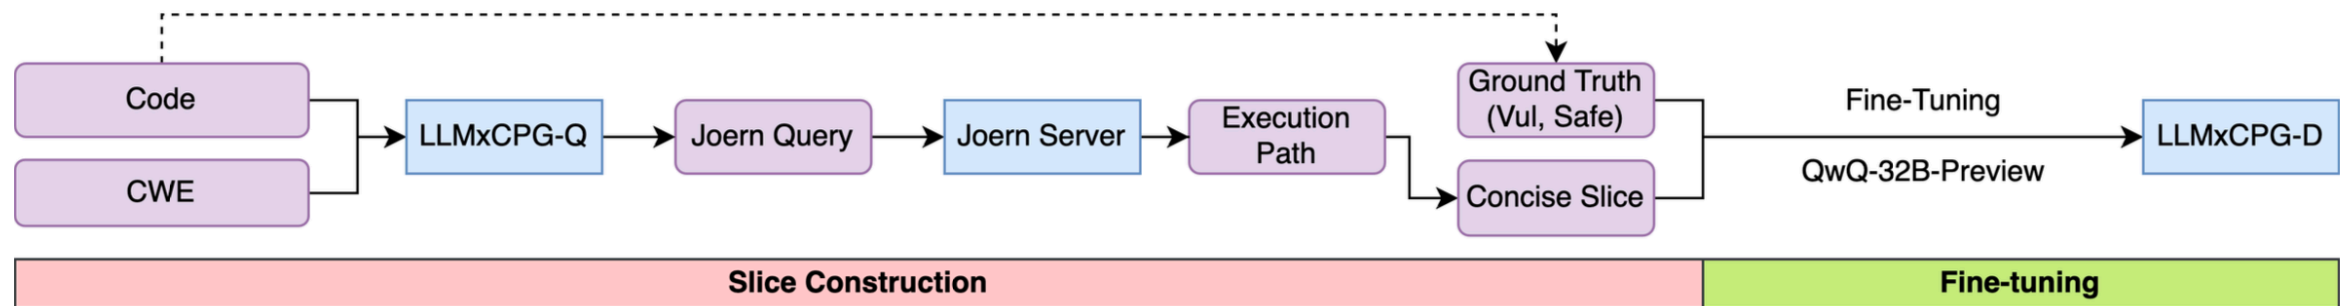 Code
CWE
LLMxCPG-Q
Joern Query
Joern Server
Execution
Path
Ground Truth
(Vul, Safe)
Concise Slice
Fine-Tuning
QwQ-32B-Preview
LLMxCPG-D
Slice Construction
Fine-tuning